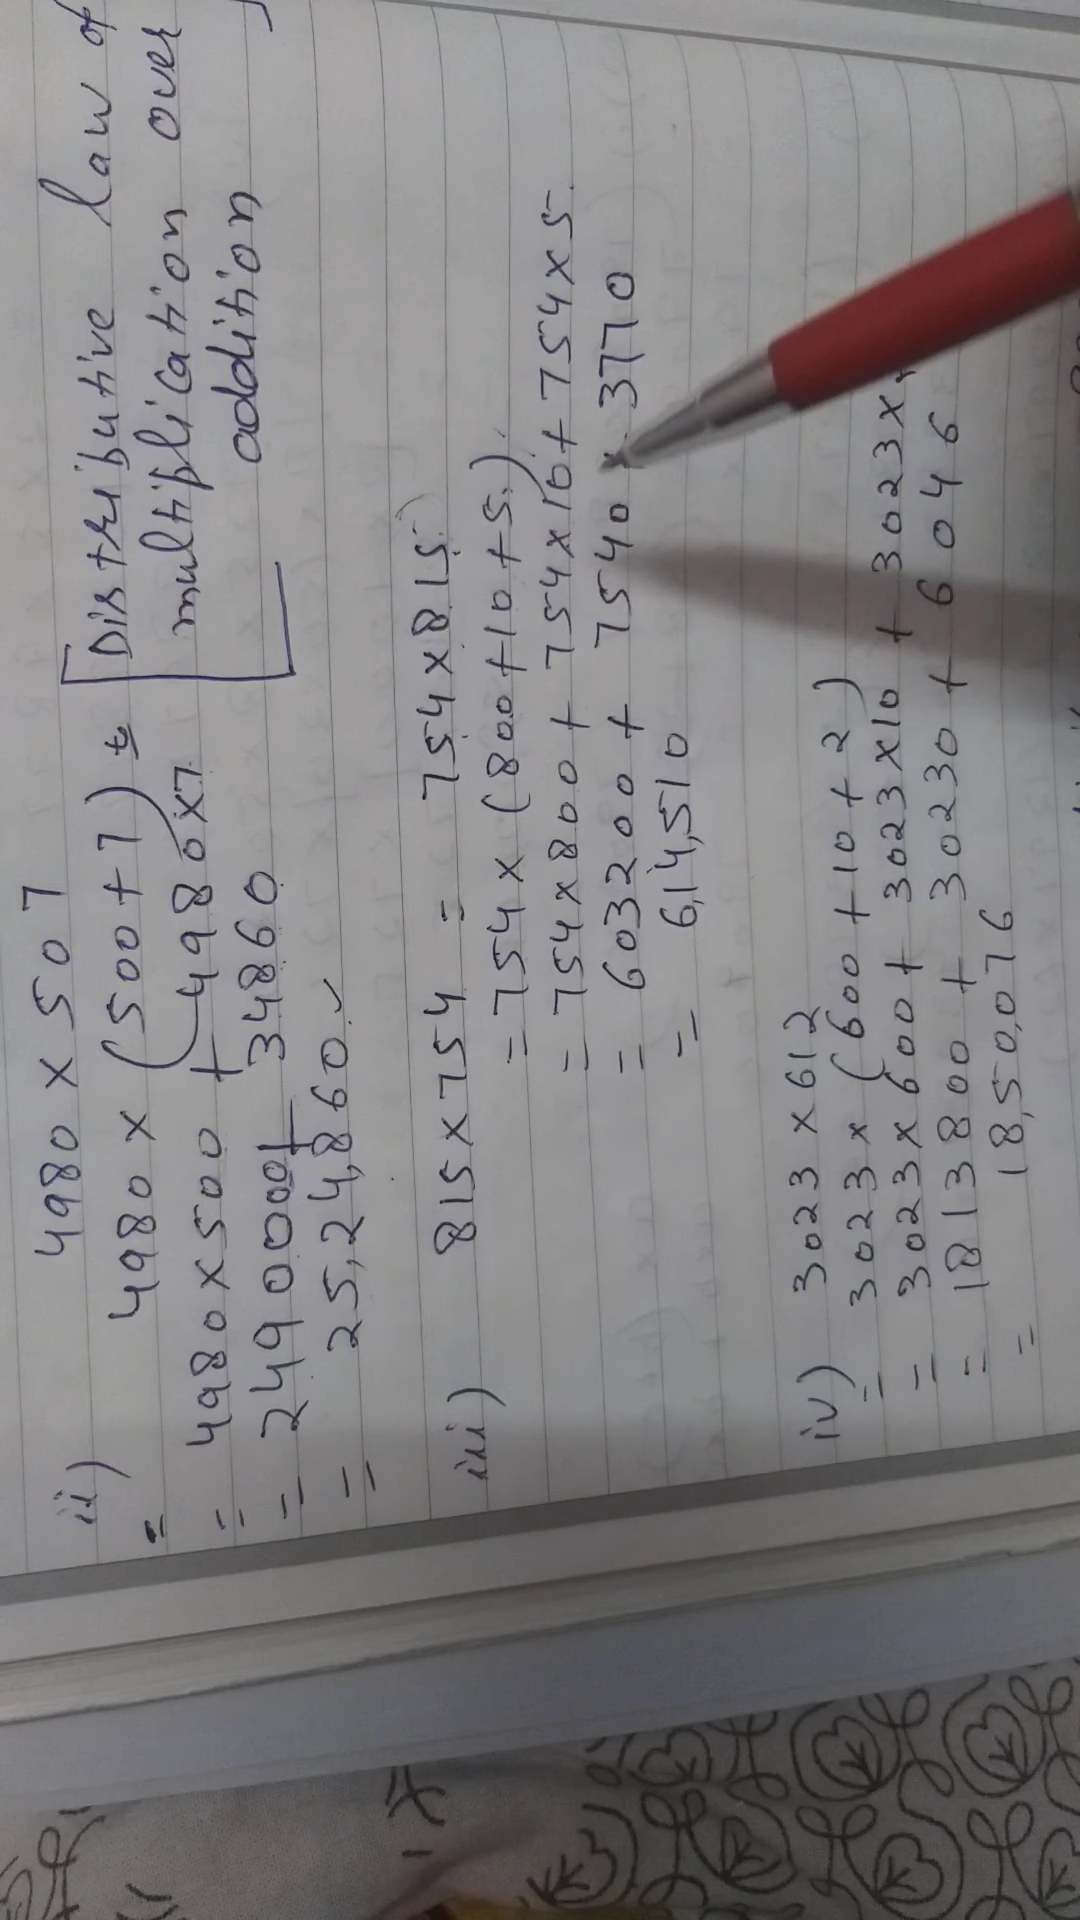 ii) 4980 x 507
= 4980 x (500+7) [Distributive law of
multiplication over
addition]
= 4980 x 500 + 4980 x 7
= 2490000 + 34860
= 25,24,860
iii) 815 x 754 = 754 x 815
= 754 x (800 + 10 + 5)
= 754 x 800 + 754 x 10 + 754 x 5
= 603200 + 7540 + 3770
= 6,14,510
iv) 3023 x 612
= 3023 x (600 + 10 + 2)
= 3023 x 600 + 3023 x 10 + 3023 x
= 1813800 + 30230 + 6046
= 18,50,076